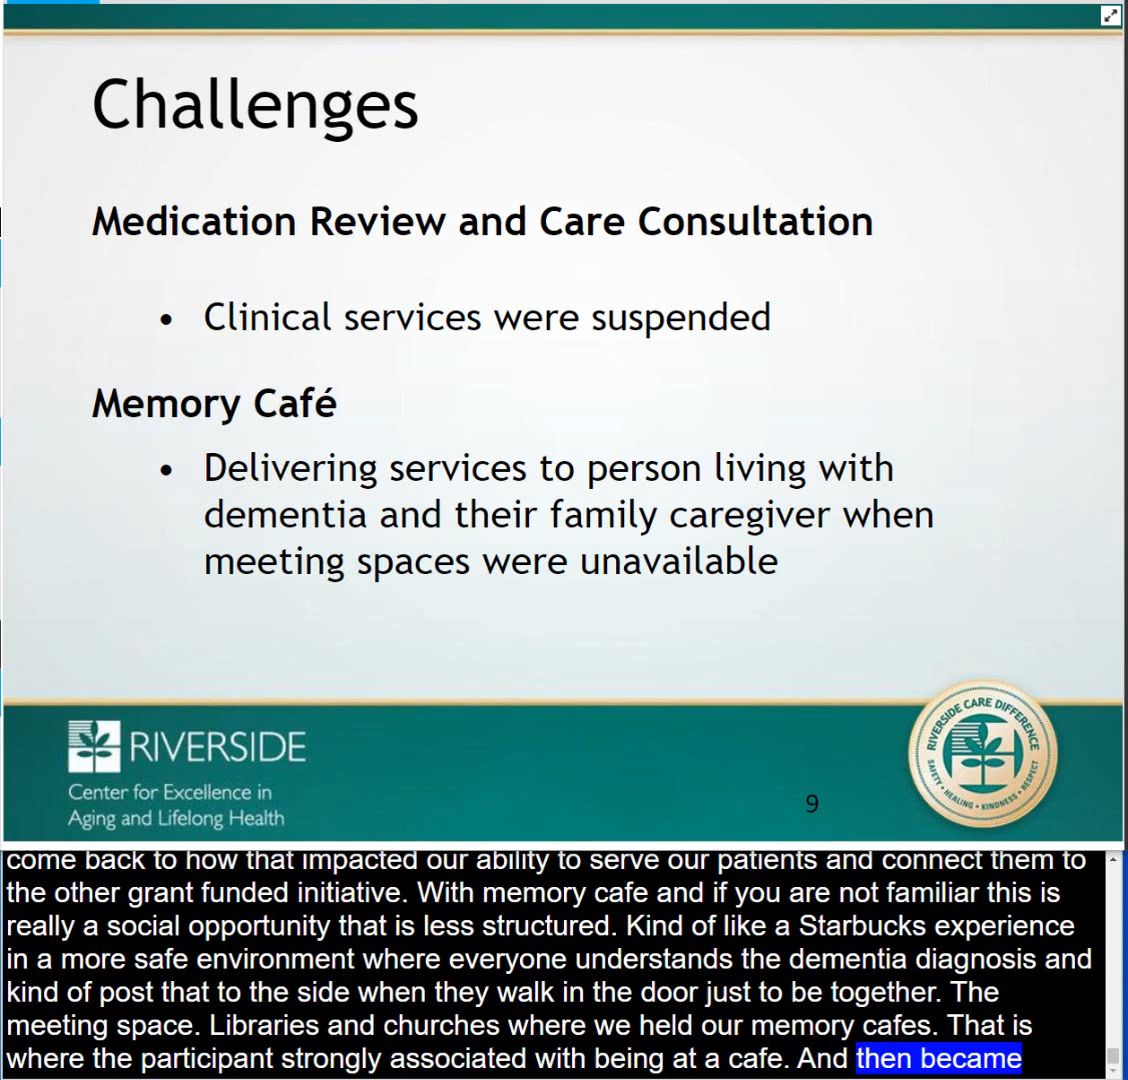 Challenges
Medication Review and Care Consultation
• Clinical services were suspended
Memory Café
• Delivering services to person living with
dementia and their family caregiver when
meeting spaces were unavailable
RIVERSIDE
Center for Excellence in
Aging and Lifelong Health
9
RIVERSIDE CARE DIFFERENCE
SAFETY • HEALING • KINDNESS • RESPECT
come back to how that impacted our ability to serve our patients and connect them to
the other grant funded initiative. With memory cafe and if you are not familiar this is
really a social opportunity that is less structured. Kind of like a Starbucks experience
in a more safe environment where everyone understands the dementia diagnosis and
kind of post that to the side when they walk in the door just to be together. The
meeting space. Libraries and churches where we held our memory cafes. That is
where the participant strongly associated with being at a cafe. And then became